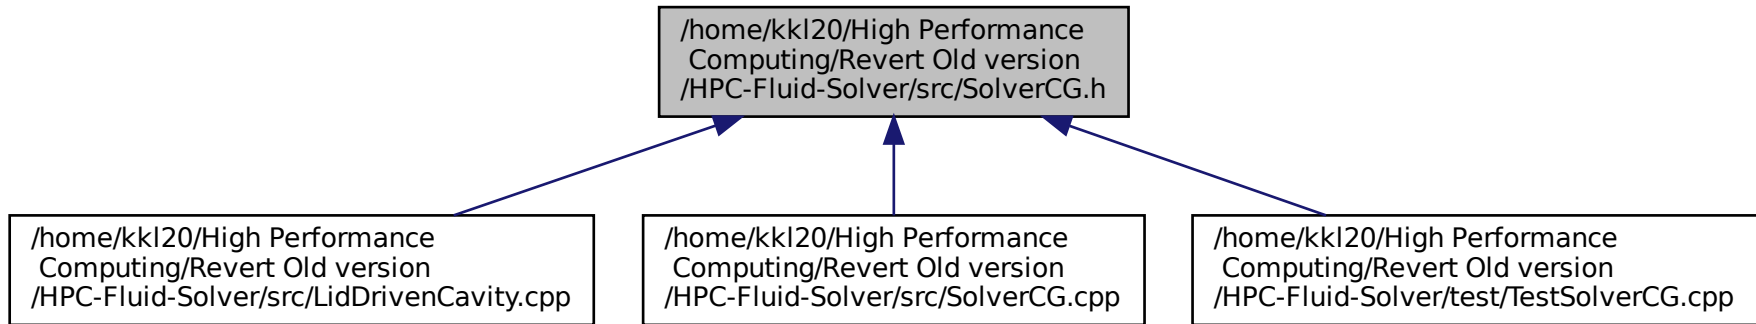 /home/kkl20/High Performance
Computing/Revert Old version
/HPC-Fluid-Solver/src/SolverCG.h
/home/kkl20/High Performance
Computing/Revert Old version
/HPC-Fluid-Solver/src/LidDrivenCavity.cpp
/home/kkl20/High Performance
Computing/Revert Old version
/HPC-Fluid-Solver/src/SolverCG.cpp
/home/kkl20/High Performance
Computing/Revert Old version
/HPC-Fluid-Solver/test/TestSolverCG.cpp